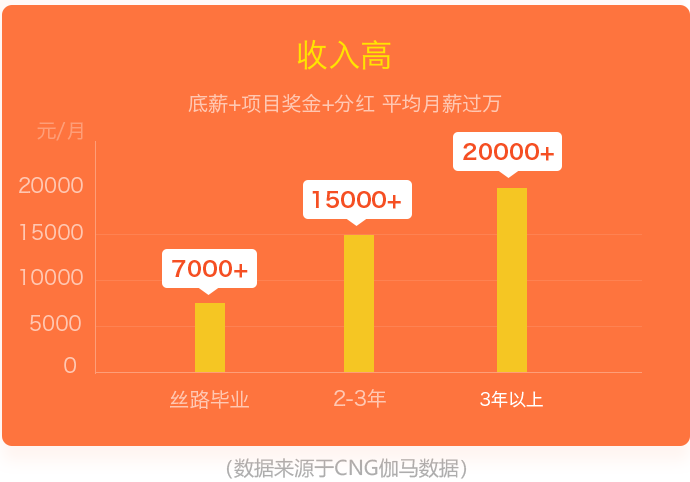 收入高
底薪+项目奖金+分红 平均月薪过万
元/月
20000+
20000
15000+
15000
7000+
10000
5000
0
丝路毕业
2-3年
3年以上
(数据来源于CNG伽马数据)